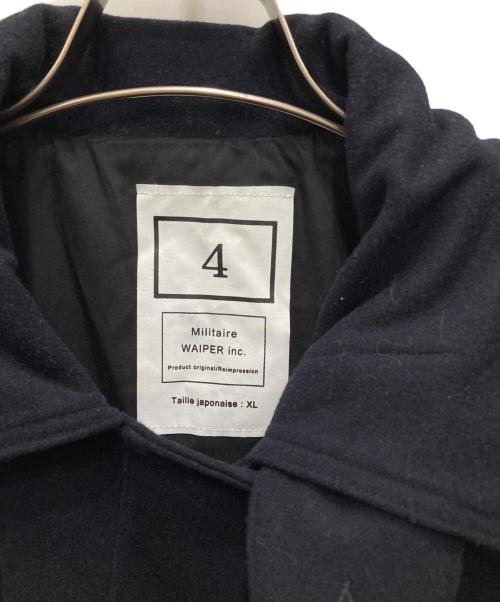 4
Militaire
WAIPER inc.
Product original/Reimpression
Taille japonaise : XL